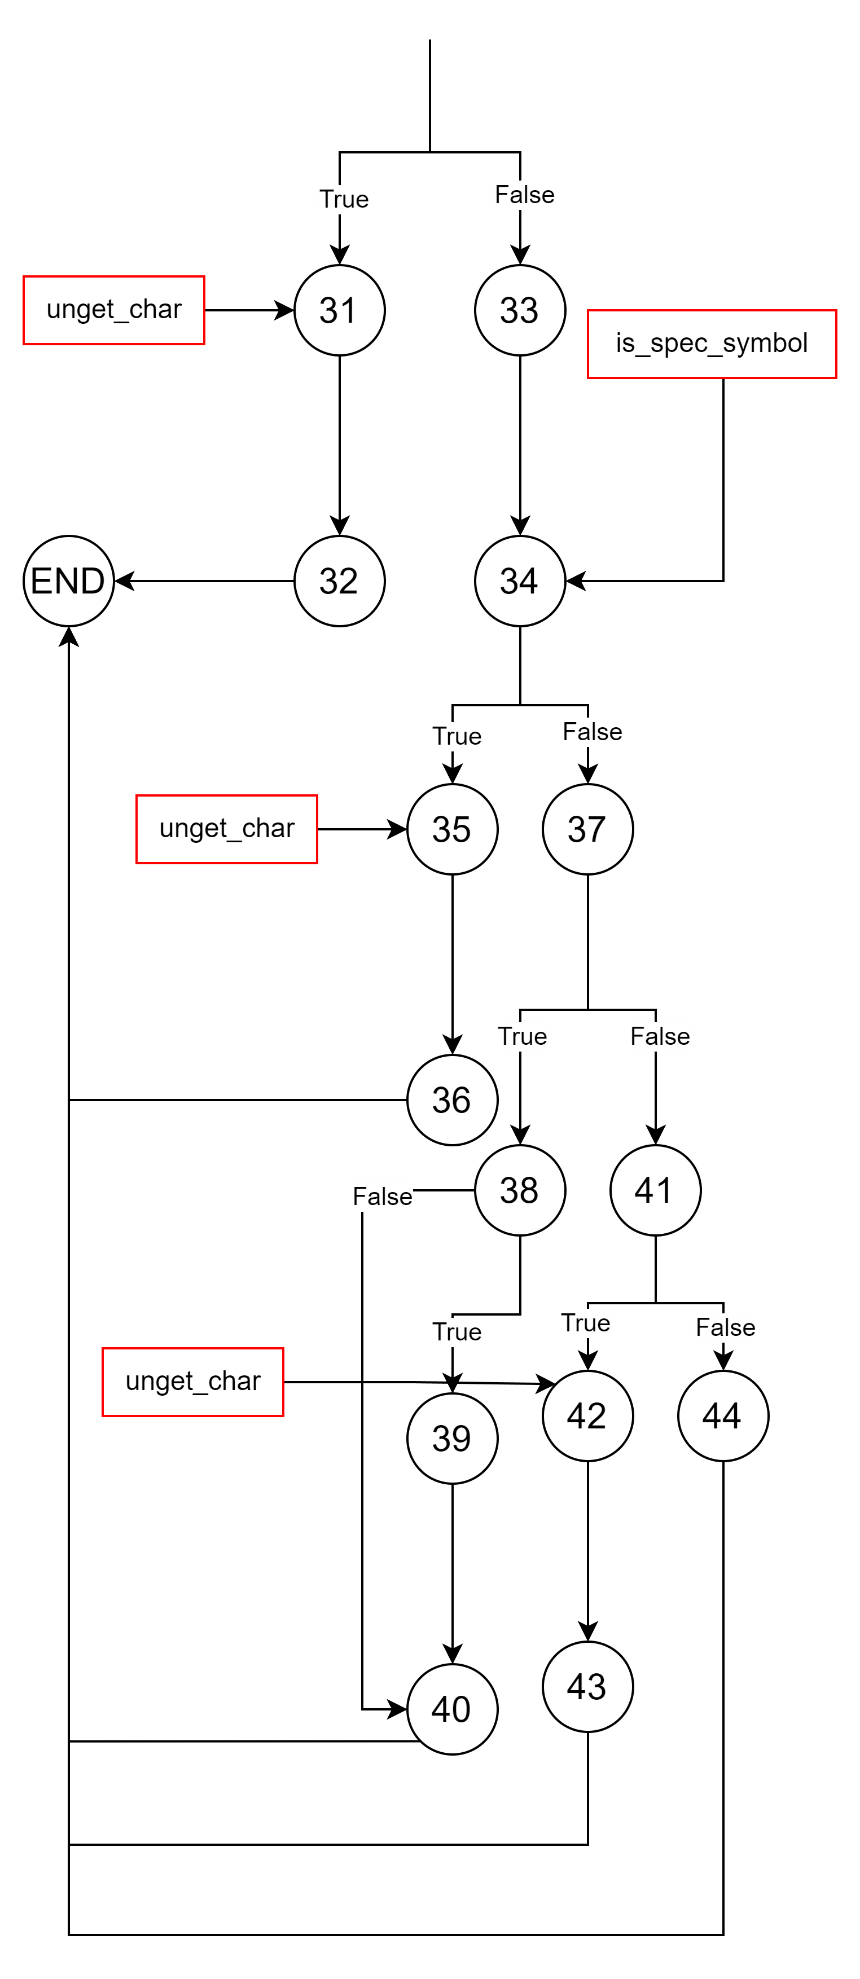 True
False
unget_char
31
33
is_spec_symbol
END
32
34
True
False
unget_char
35
37
True
False
36
38
41
False
True
True
False
unget_char
39
42
44
40
43